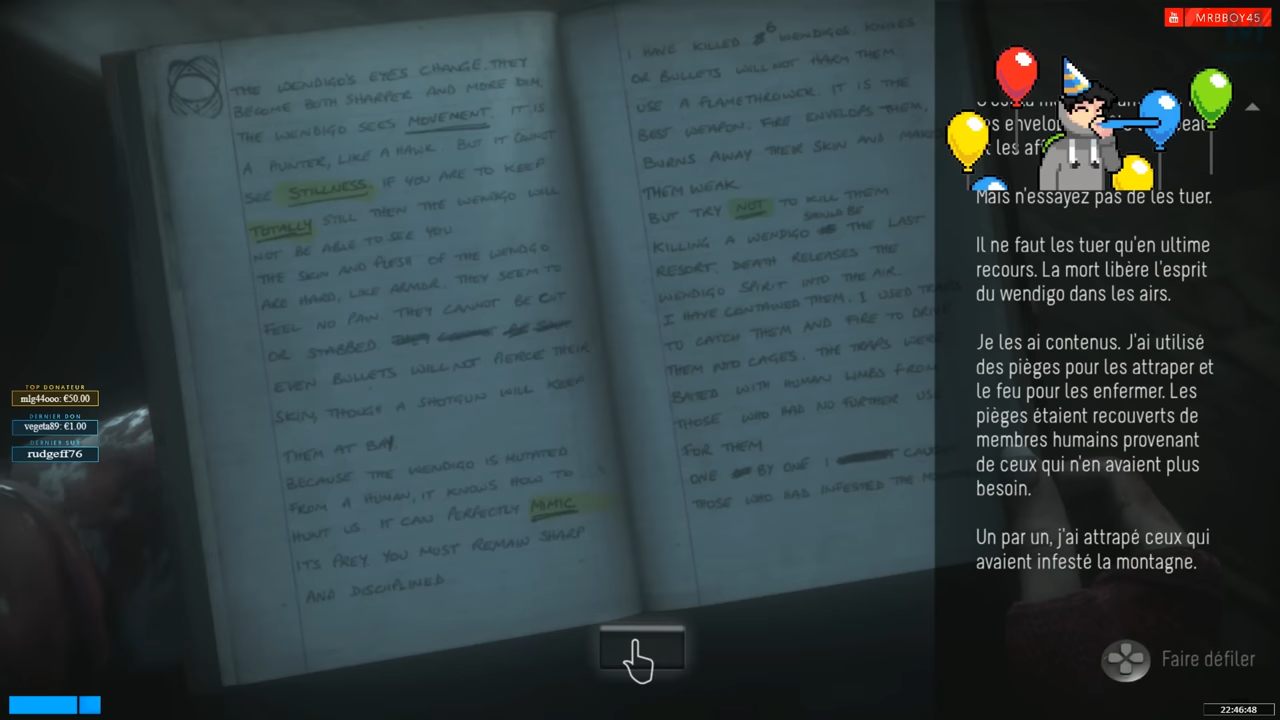 THE WENDIGO'S EYES CHANGE. THEY
BECOME BOTH SHARPER AND MORE DIM.
THE WENDIGO SEES MOVEMENT. IT IS
A HUNTER, LIKE A HAWK. BUT IT CANNOT
SEE STILLNESS. IF YOU ARE TO KEEP
TOTALLY STILL THEN THE WENDIGO WILL
NOT BE ABLE TO SEE YOU
THE SKIN AND FLESH OF THE WENDIGO
ARE HARD, LIKE ARMOR. THEY SEEM TO
FEEL NO PAIN THEY CANNOT BE CUT
OR STABBED
EVEN BULLETS WILL NOT PIERCE THEIR
SKIN, THOUGH A SHOTGUN WILL KEEP
THEM AT BAY.
BECAUSE THE WENDIGO IS MUTATED
FROM A HUMAN, IT KNOWS HOW TO
HUNT US IT CAN PERFECTLY MIMIC
ITS PREY. YOU MUST REMAIN SHARP
AND DISCIPLINED
I HAVE KILLED 6 WENDIGOS. KNIVES
OR BULLETS WILL NOT HARM THEM
USE A FLAMETHROWER. IT IS THE
BEST WEAPON. FIRE ENVELOPS THEM,
BURNS AWAY THEIR SKIN AND MAKES
THEM WEAK
BUT TRY NOT TO KILL THEM.
KILLING A WENDIGO SHOULD BE THE LAST
RESORT. DEATH RELEASES THE
WENDIGO SPIRIT INTO THE AIR.
I HAVE CONTAINED THEM. I USED TRAPS
TO CATCH THEM AND FIRE TO DRIVE
THEM INTO CAGES. THE TRAPS WERE
BAITED WITH HUMAN LIMBS FROM
THOSE WHO HAD NO FURTHER USE
FOR THEM
ONE BY ONE I
THOSE WHO HAD INFESTED THE
MRBBOY45
les af
Mais n'essayez pas de les tuer.
Il ne faut les tuer qu'en ultime
recours. La mort libère l'esprit
du wendigo dans les airs.
Je les ai contenus. J'ai utilisé
des pièges pour les attraper et
le feu pour les enfermer. Les
pièges étaient recouverts de
membres humains provenant
de ceux qui n'en avaient plus
besoin.
Un par un, j'ai attrapé ceux qui
avaient infesté la montagne.
Faire défiler
TOP DONATEUR
mlg44ooo: €50.00
DERNIER DON
vegeta89: €1.00
DERNIER SUB
rudgeff76
22:46:48